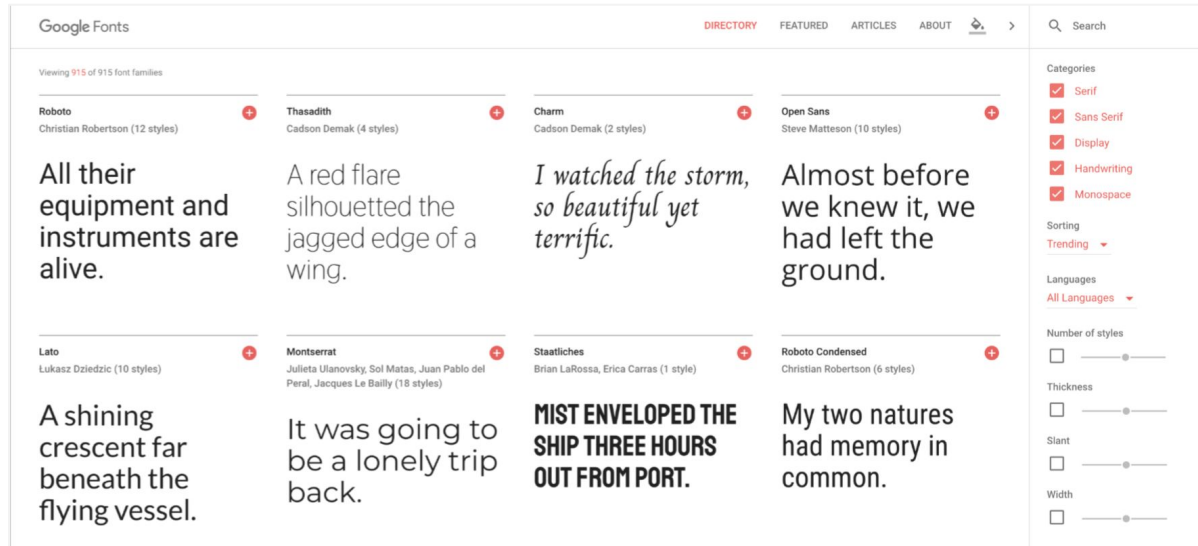 Google Fonts
DIRECTORY
FEATURED
ARTICLES
ABOUT
Search
Viewing 915 of 915 font families
Roboto
Christian Robertson (12 styles)
All their
equipment and
instruments are
alive.
Thasadith
Cadson Demak (4 styles)
A red flare
silhouetted the
jagged edge of a
wing.
Charm
Cadson Demak (2 styles)
I watched the storm,
so beautiful yet
terrific.
Open Sans
Steve Matteson (10 styles)
Almost before
we knew it, we
had left the
ground.
Lato
Łukasz Dziedzic (10 styles)
A shining
crescent far
beneath the
flying vessel.
Montserrat
Julieta Ulanovsky, Sol Matas, Juan Pablo del
Peral, Jacques Le Bailly (18 styles)
It was going to
be a lonely trip
back.
Staatliches
Brian LaRossa, Erica Carras (1 style)
MIST ENVELOPED THE
SHIP THREE HOURS
OUT FROM PORT.
Roboto Condensed
Christian Robertson (6 styles)
My two natures
had memory in
common.
Categories
Serif
Sans Serif
Display
Handwriting
Monospace
Sorting
Trending
Languages
All Languages
Number of styles
Thickness
Slant
Width